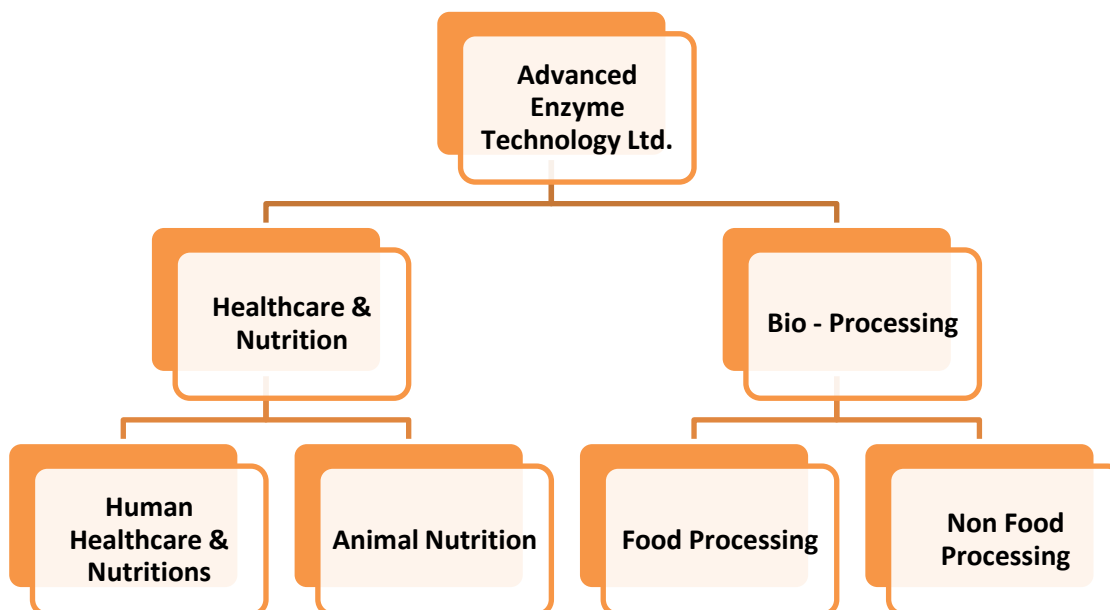 Advanced
Enzyme
Technology Ltd.
Healthcare &
Nutrition
Bio - Processing
Human
Healthcare &
Nutritions
Animal Nutrition
Food Processing
Non Food
Processing